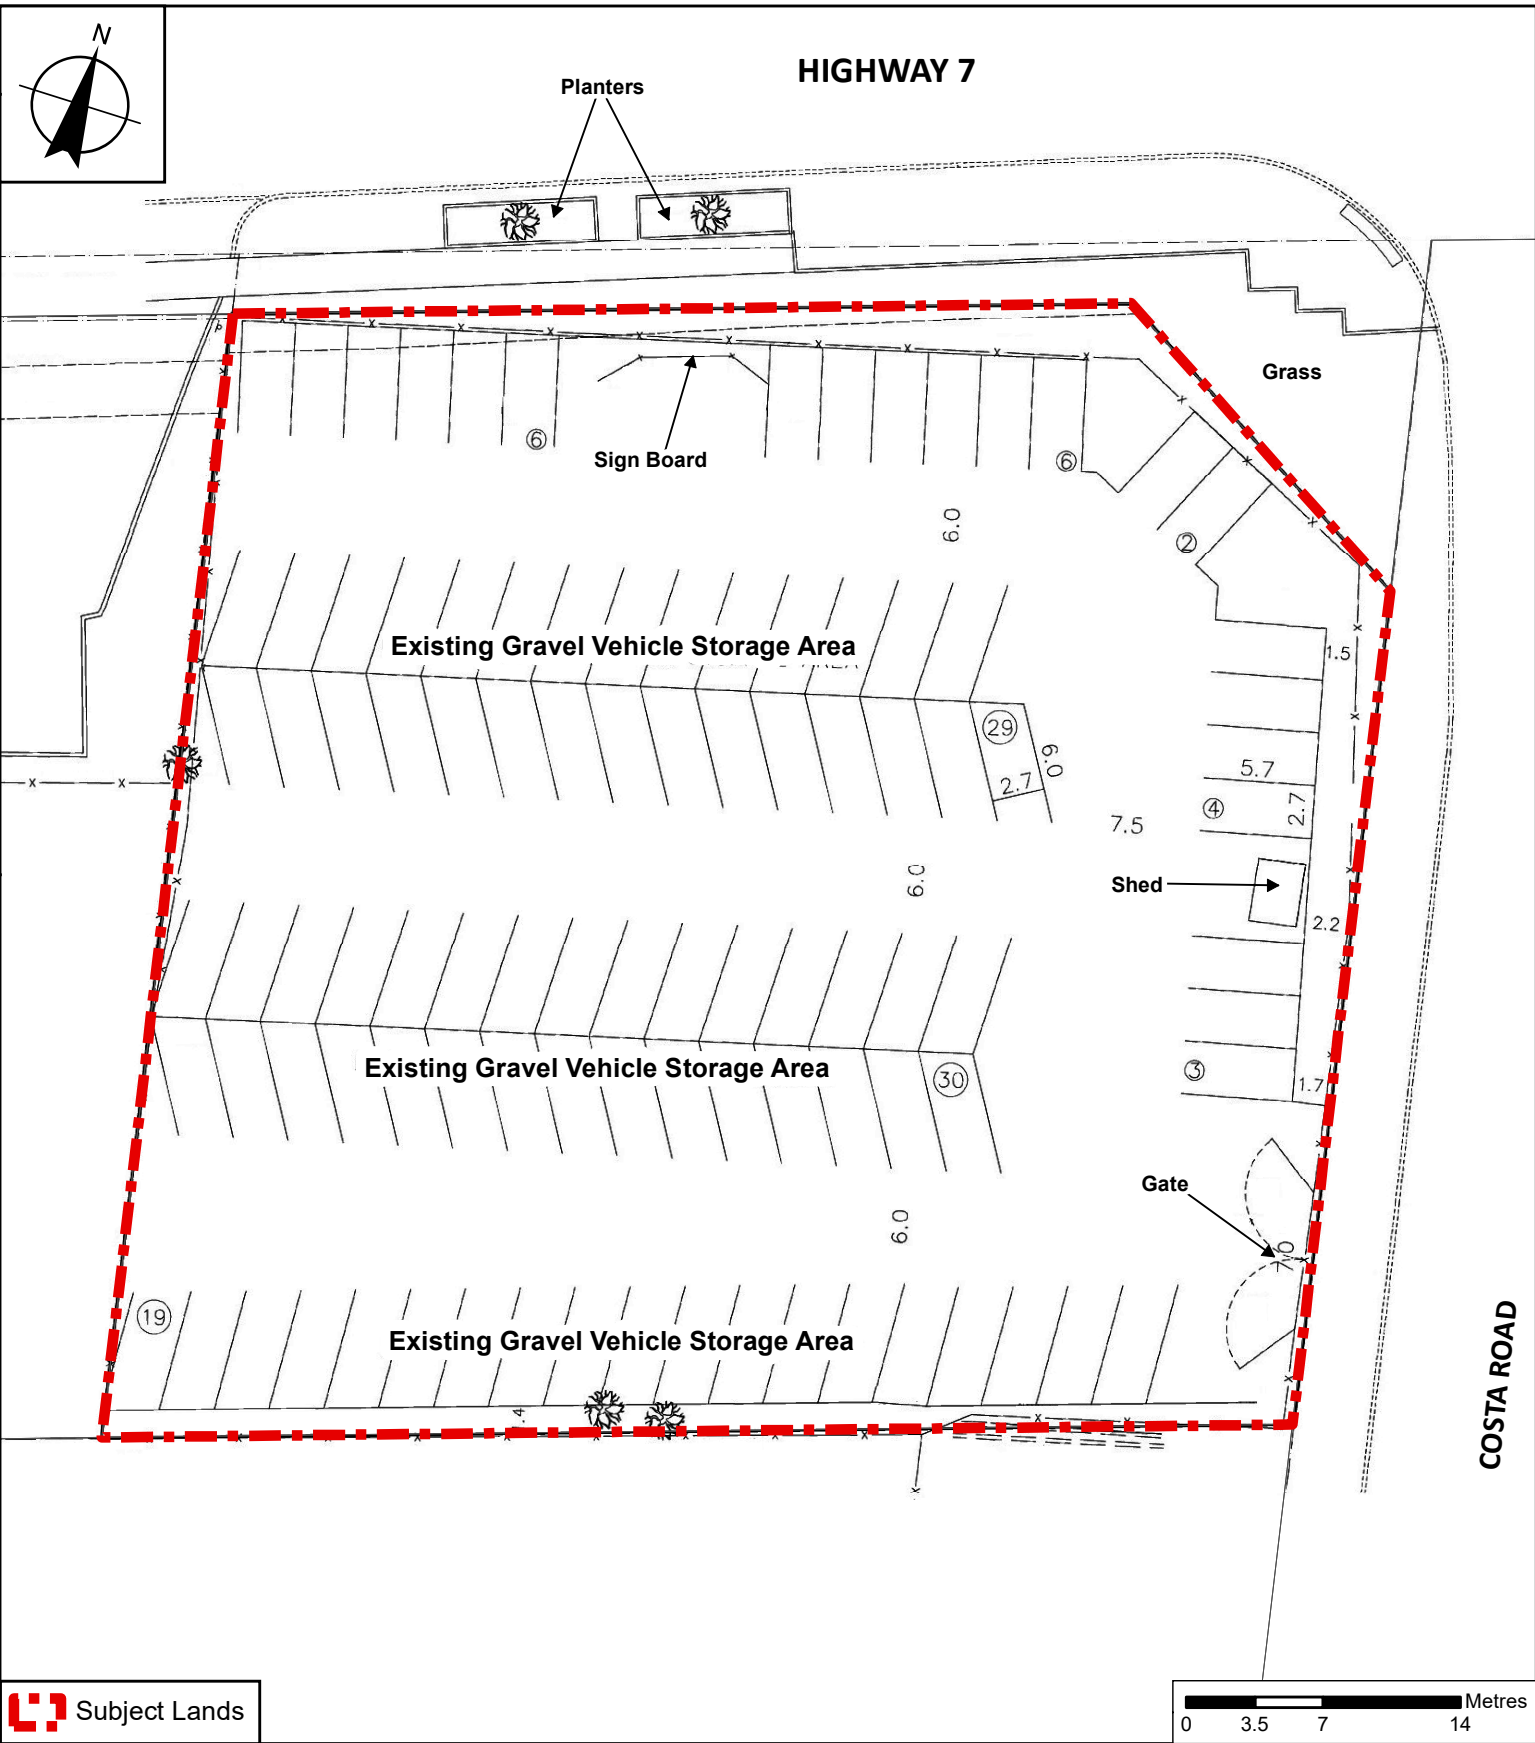 N
HIGHWAY 7
Planters
Grass
Sign Board
6
6
2
6.0
Existing Gravel Vehicle Storage Area
1.5
29
6.0
2.7
5.7
2.7
4
7.5
6.0
Shed
2.2
Existing Gravel Vehicle Storage Area
30
3
1.7
Gate
6.0
19
Existing Gravel Vehicle Storage Area
.4
COSTA ROAD
Subject Lands
Metres
0 3.5 7 14